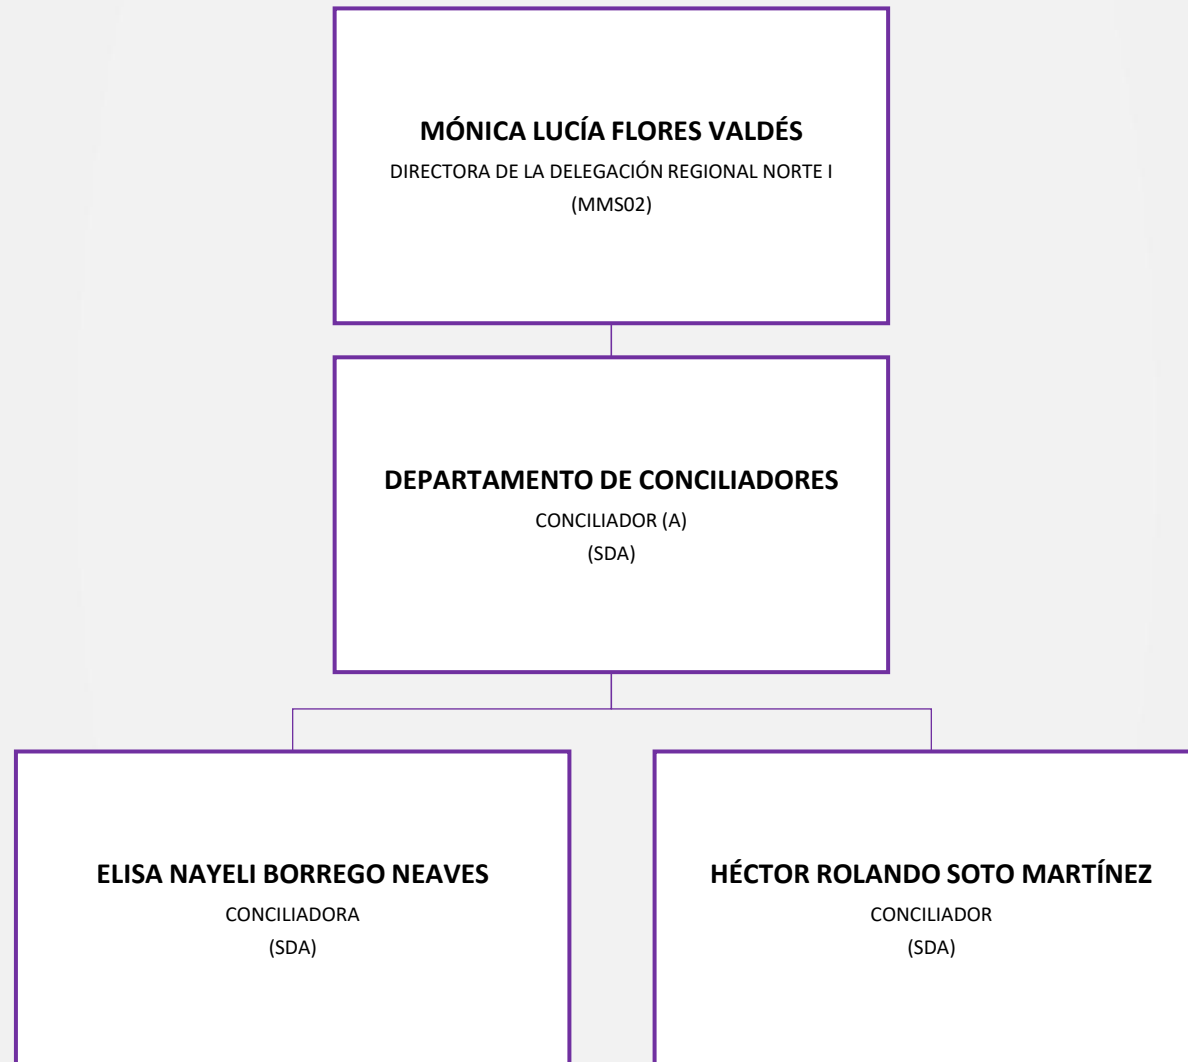 MÓNICA LUCÍA FLORES VALDÉS
DIRECTORA DE LA DELEGACIÓN REGIONAL NORTE I
(MMS02)
DEPARTAMENTO DE CONCILIADORES
CONCILIADOR (A)
(SDA)
ELISA NAYELI BORREGO NEAVES
CONCILIADORA
(SDA)
HÉCTOR ROLANDO SOTO MARTÍNEZ
CONCILIADOR
(SDA)